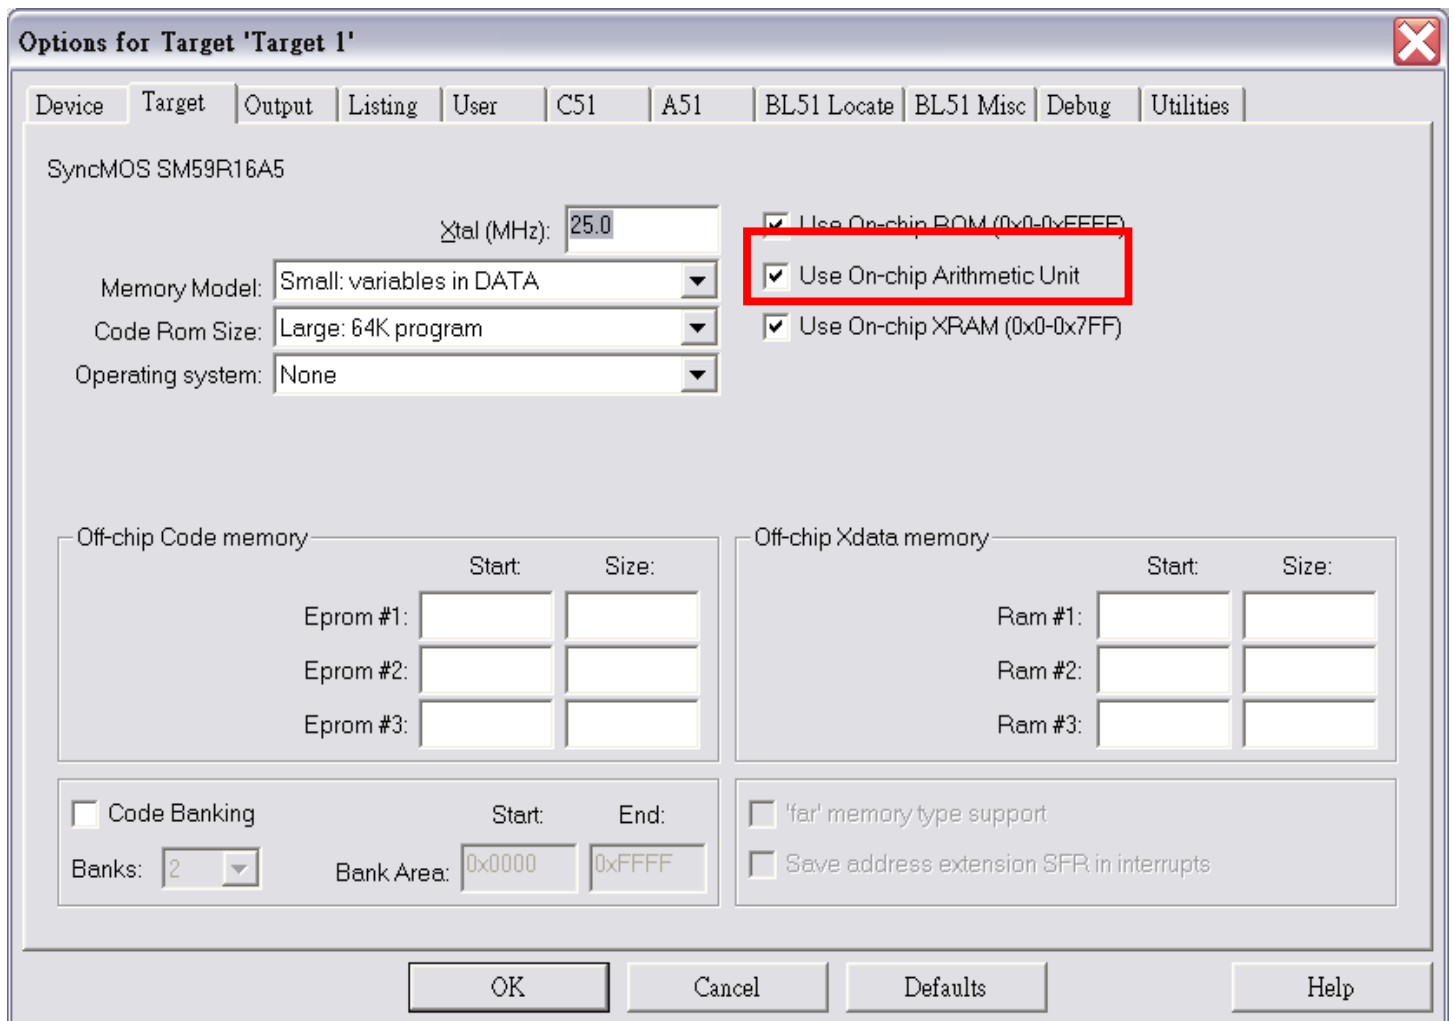 Options for Target 'Target 1'
Device Target Output Listing User C51 A51 BL51 Locate BL51 Misc Debug Utilities
SyncMOS SM59R16A5
Xtal (MHz): 25.0
Use On-chip ROM (0x0-0xFFFF)
Memory Model: Small: variables in DATA
Use On-chip Arithmetic Unit
Code Rom Size: Large: 64K program
Use On-chip XRAM (0x0-0x7FF)
Operating system: None
Off-chip Code memory
Start: Size:
Eprom #1:
Eprom #2:
Eprom #3:
Off-chip Xdata memory
Start: Size:
Ram #1:
Ram #2:
Ram #3:
Code Banking Start: End:
Banks: 2 Bank Area: 0x0000 0xFFFF
'far' memory type support
Save address extension SFR in interrupts
OK Cancel Defaults Help